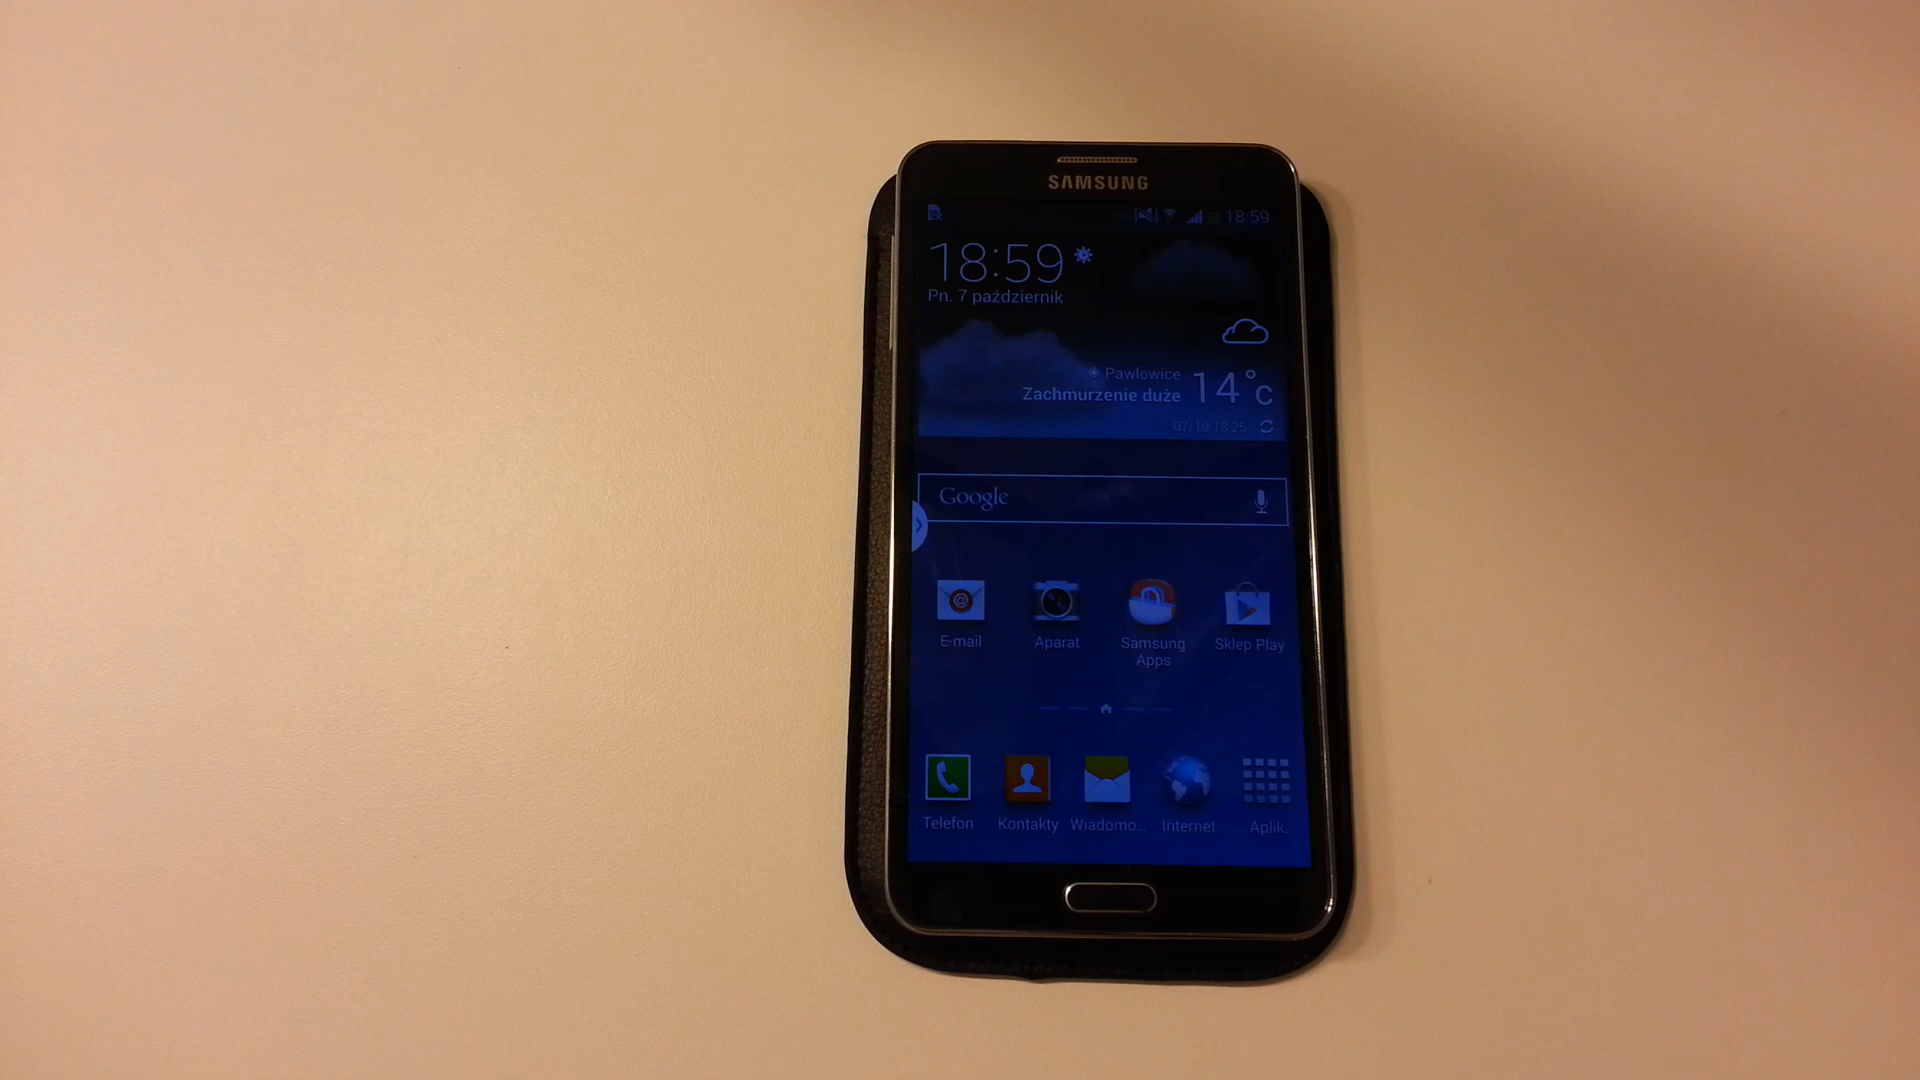 SAMSUNG
18:59
18:59
Pn. 7 październik
Pawlowice
14°C
Zachmurzenie duże
07/10 18:25
Google
E-mail
Aparat
Samsung
Apps
Sklep Play
Telefon
Kontakty
Wiadomo...
Internet
Aplik.